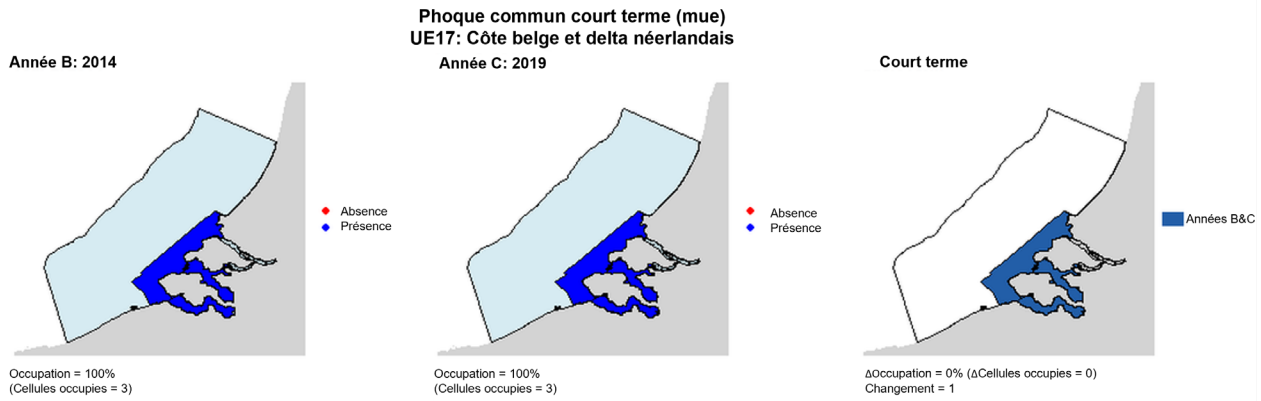 Phoque commun court terme (mue)
UE17: Côte belge et delta néerlandais
Année B: 2014
Absence
Présence
Occupation = 100%
(Cellules occupies = 3)
Année C: 2019
Absence
Présence
Occupation = 100%
(Cellules occupies = 3)
Court terme
Années B&C
ΔOccupation = 0% (ΔCellules occupies = 0)
Changement = 1